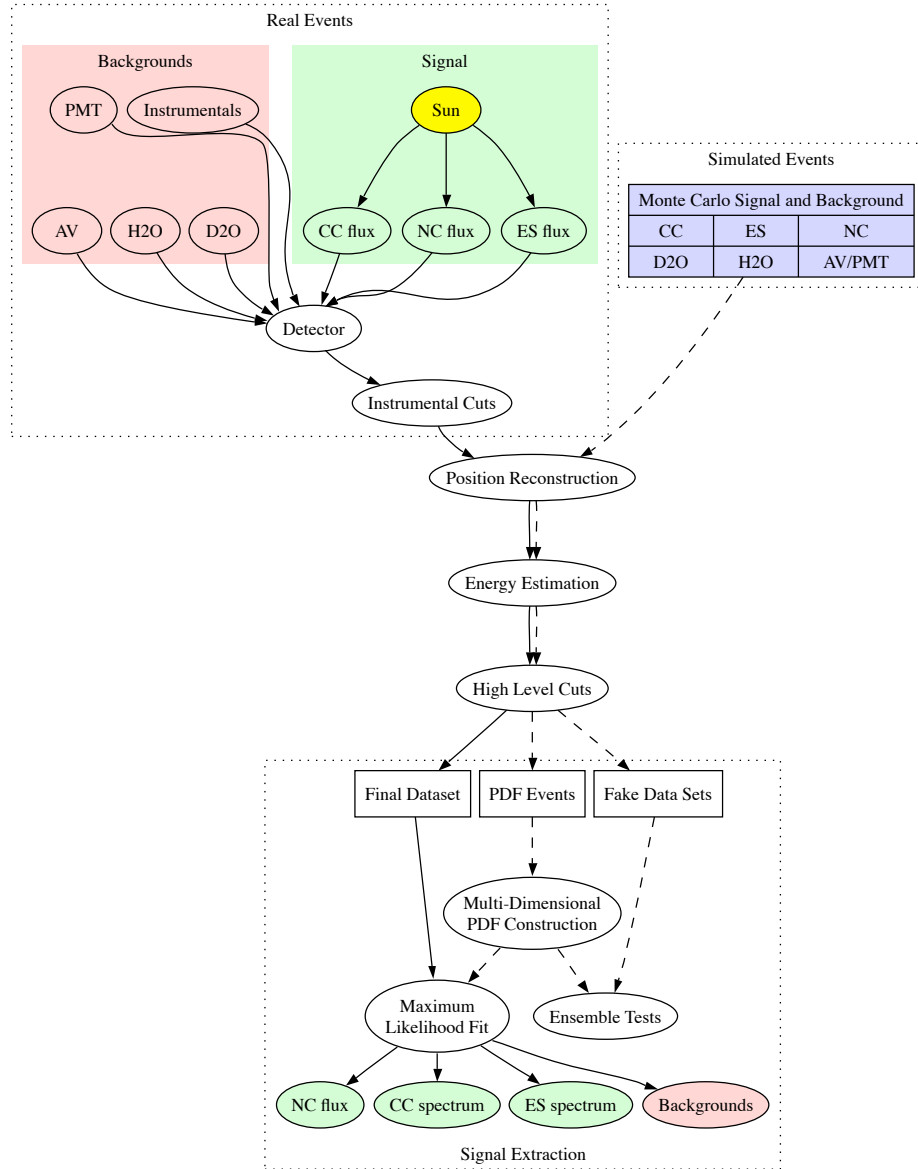 Real Events
Backgrounds
Signal
PMT
Instrumentals
Sun
Simulated Events
Monte Carlo Signal and Background
CC
ES
NC
D2O
H2O
AV/PMT
AV
H2O
D2O
CC flux
NC flux
ES flux
Detector
Instrumental Cuts
Position Reconstruction
Energy Estimation
High Level Cuts
Final Dataset
PDF Events
Fake Data Sets
Multi-Dimensional
PDF Construction
Maximum
Likelihood Fit
Ensemble Tests
NC flux
CC spectrum
ES spectrum
Backgrounds
Signal Extraction